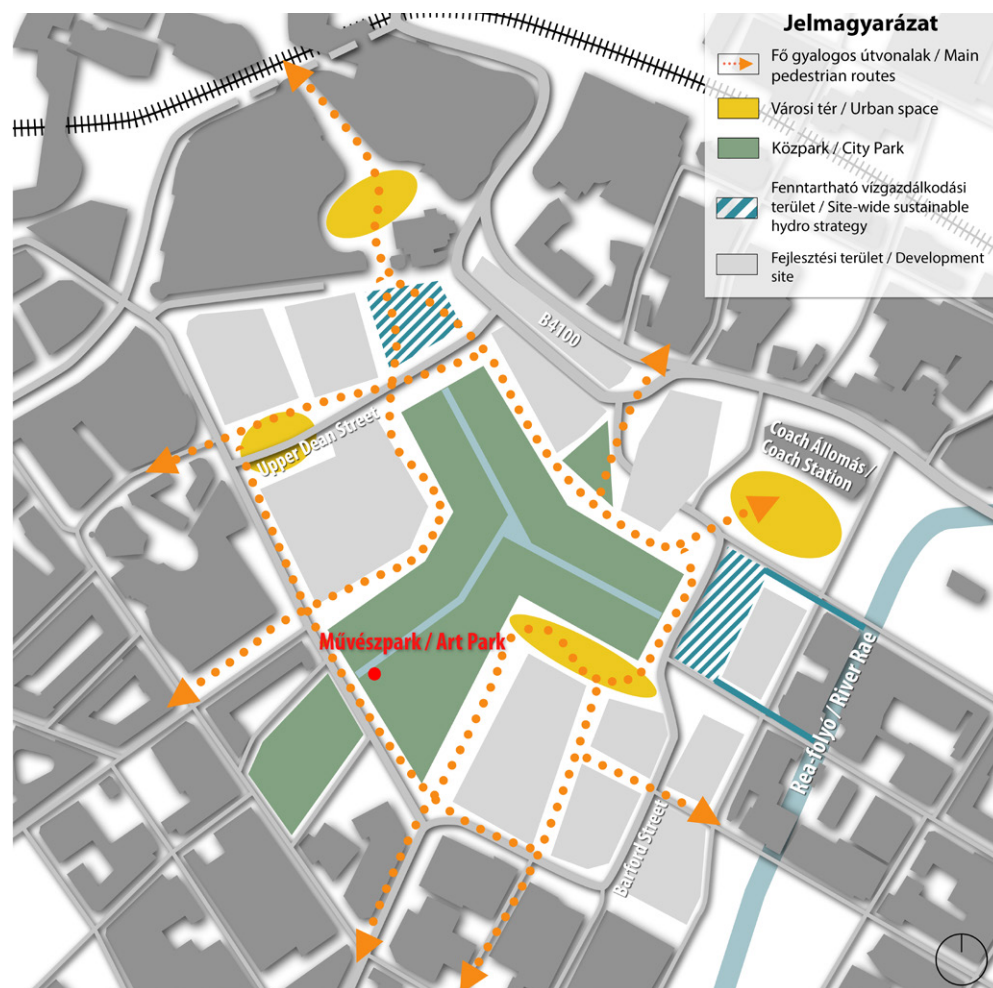 Jelmagyarázat
Fő gyalogos útvonalak / Main
pedestrian routes
Városi tér / Urban space
Közpark / City Park
Fenntartható vízgazdálkodási
terület / Site-wide sustainable
hydro strategy
Fejlesztési terület / Development
site
B4100
Upper Dean Street
Coach Állomás /
Coach Station
Művészpark / Art Park
Rea-folyó / River Rae
Barford Street